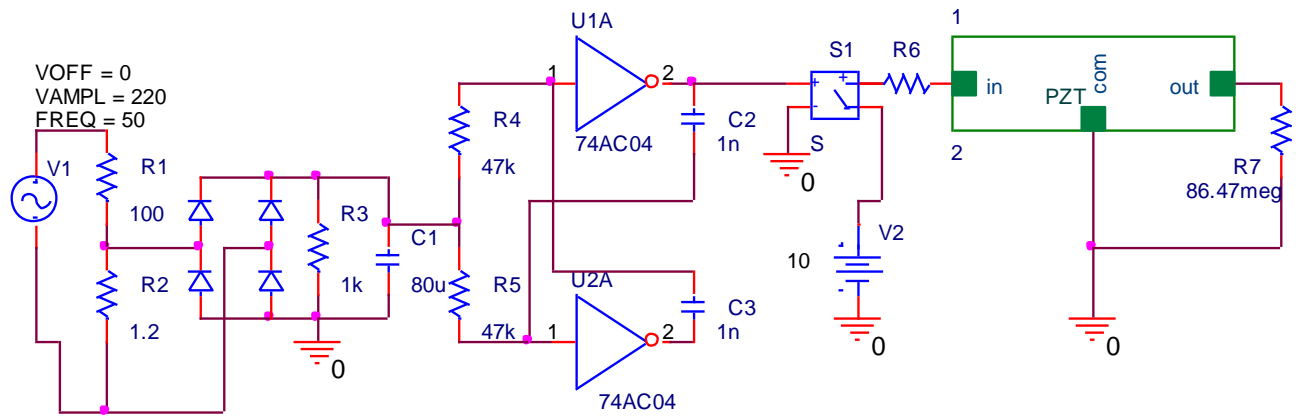 VOFF = 0
VAMPL = 220
FREQ = 50
V1
R1
100
R2
1.2
R3
1k
C1
80u
R4
47k
R5
47k
U1A
1
2
74AC04
C2
1n
U2A
1
2
74AC04
C3
1n
S1
+
-
+
S
0
R6
V2
10
0
0
1
in
PZT
com
out
2
R7
86.47meg
0